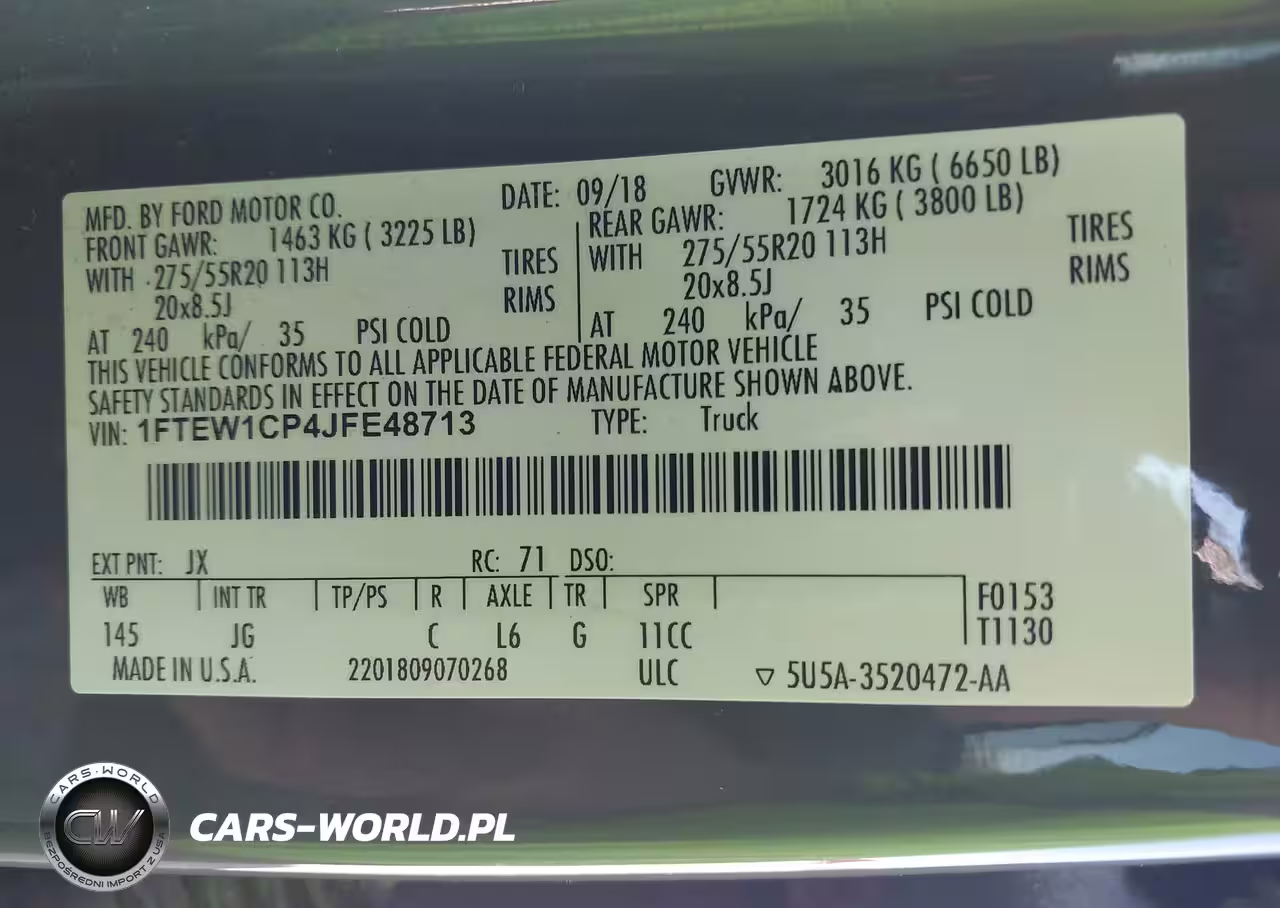 MFD. BY FORD MOTOR CO. DATE: 09/18 GVWR: 3016 KG ( 6650 LB)
FRONT GAWR: 1463 KG ( 3225 LB) REAR GAWR: 1724 KG ( 3800 LB)
WITH 275/55R20 113H TIRES WITH 275/55R20 113H TIRES
20x8.5J RIMS 20x8.5J RIMS
AT 240 kPa/ 35 PSI COLD AT 240 kPa/ 35 PSI COLD
THIS VEHICLE CONFORMS TO ALL APPLICABLE FEDERAL MOTOR VEHICLE
SAFETY STANDARDS IN EFFECT ON THE DATE OF MANUFACTURE SHOWN ABOVE.
VIN: 1FTEW1CP4JFE48713 TYPE: Truck
EXT PNT: JX RC: 71 DSO:
WB INT TR TP/PS R AXLE TR SPR F0153
145 JG C L6 G 11CC T1130
MADE IN U.S.A. 2201809070268 ULC ▽ 5U5A-3520472-AA
CARS-WORLD
CW
BEZPOŚREDNI IMPORT Z USA
CARS-WORLD.PL